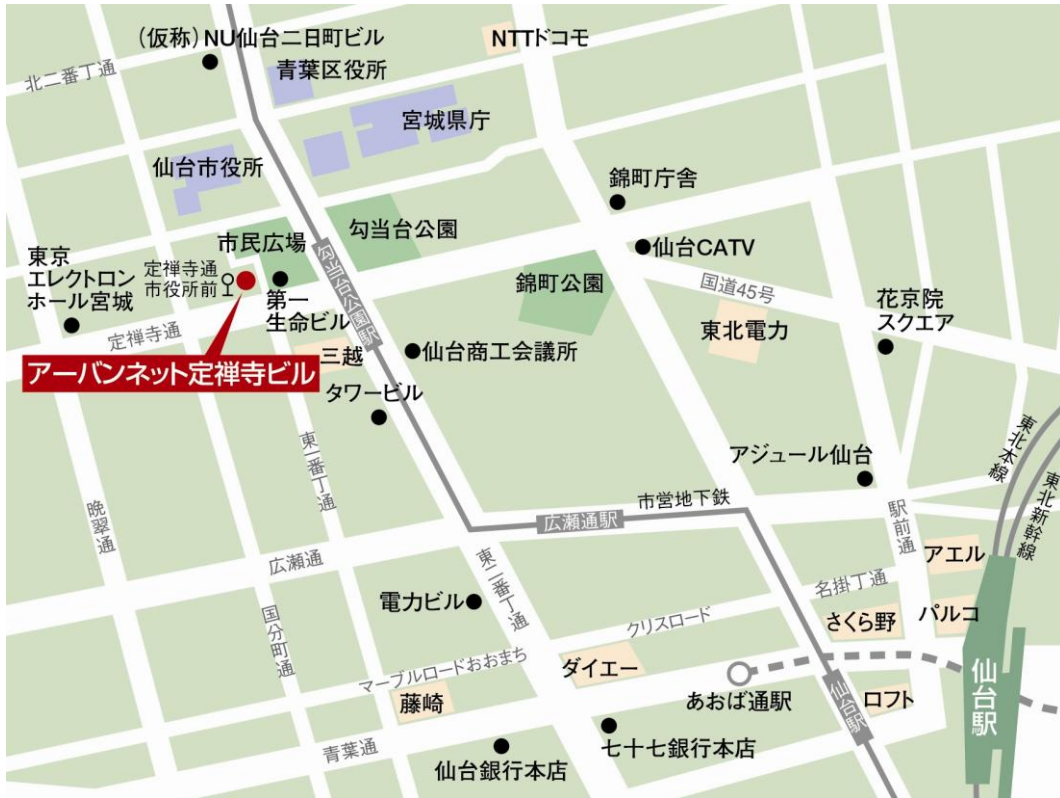 (仮称)NU仙台二日町ビル
NTTドコモ
北二番丁通
青葉区役所
宮城県庁
仙台市役所
錦町庁舎
市民広場
勾当台公園
仙台CATV
東京
エレクトロン
ホール宮城
定禅寺通
市役所前
第一
生命ビル
勾当台公園駅
錦町公園
国道45号
花京院
スクエア
定禅寺通
三越
仙台商工会議所
東北電力
アーバンネット定禅寺ビル
タワービル
東一番丁通
アジュール仙台
東北本線
東北新幹線
晩翠通
市営地下鉄
広瀬通駅
駅前通
広瀬通
東二番丁通
アエル
名掛丁通
電力ビル
国分町通
クリスロード
さくら野
パルコ
マーブルロードおおまち
ダイエー
仙台駅
藤崎
あおば通駅
仙台駅
ロフト
青葉通
七十七銀行本店
仙台銀行本店